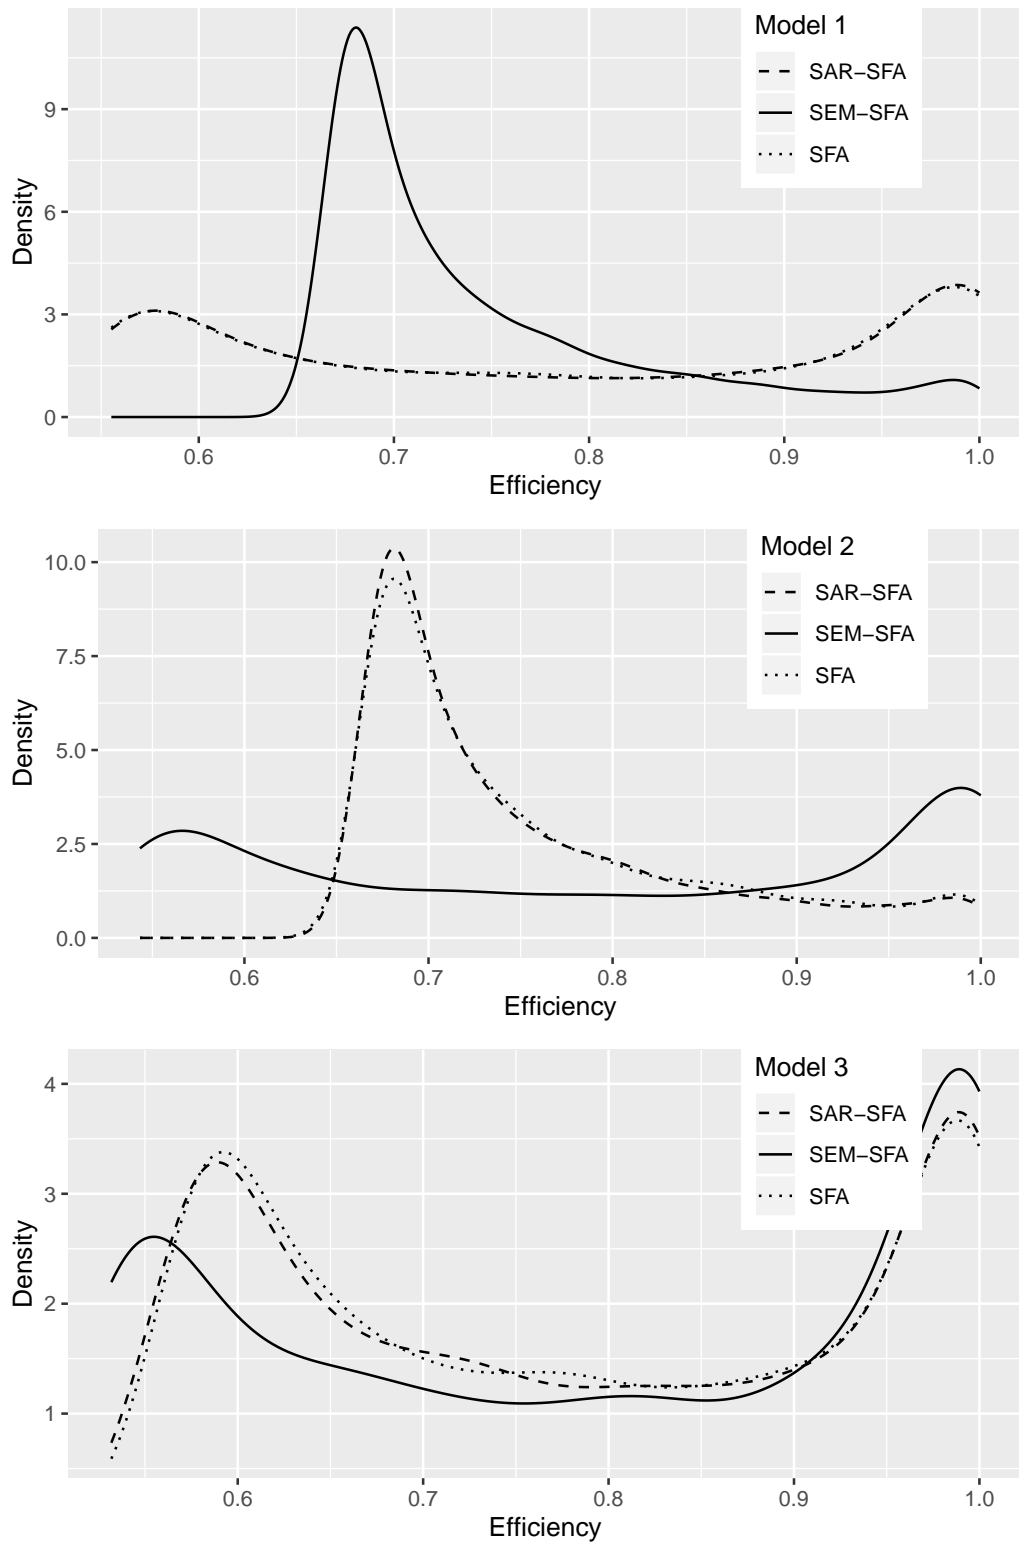 Model 1
SAR−SFA
SEM−SFA
SFA
9
6
3
0
Density
0.6 0.7 0.8 0.9 1.0
Efficiency
Model 2
SAR−SFA
SEM−SFA
SFA
10.0
7.5
5.0
2.5
0.0
Density
0.6 0.7 0.8 0.9 1.0
Efficiency
Model 3
SAR−SFA
SEM−SFA
SFA
4
3
2
1
Density
0.6 0.7 0.8 0.9 1.0
Efficiency